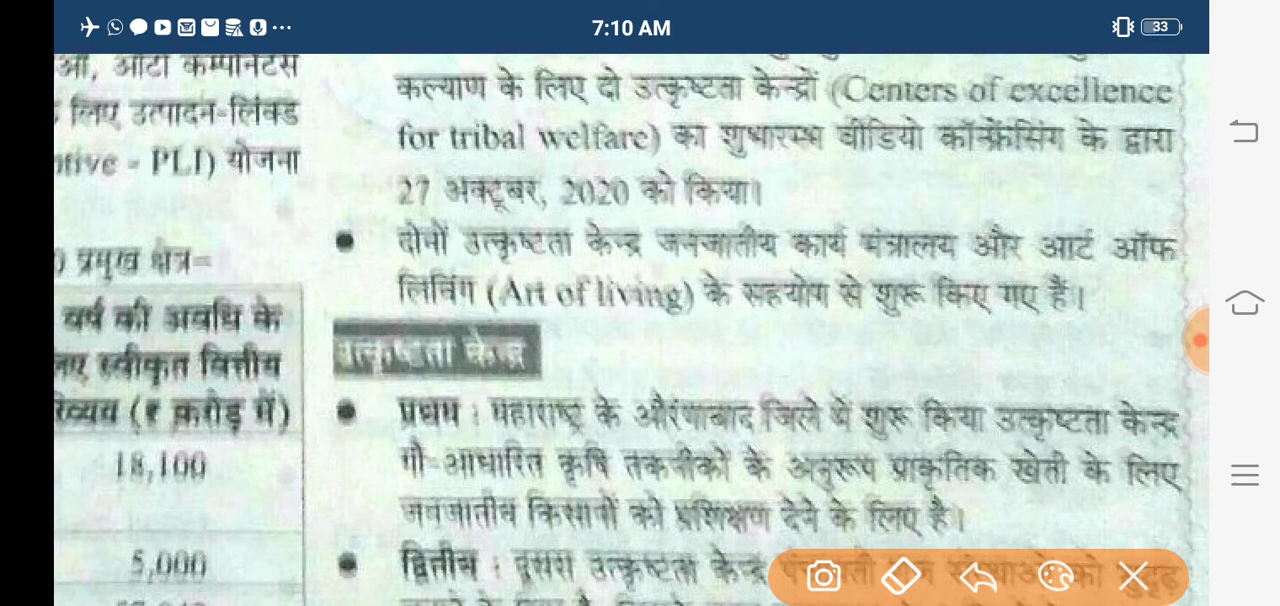 7:10 AM
33
ओं, ऑटो कम्पोनेंटस
लिए उत्पादन-लिंक्ड
ntive - PLI) योजना
) प्रमुख क्षेत्र=
वर्ष की अवधि के
लिए स्वीकृत वित्तीय
व्यय (₹ करोड़ में)
18,100
5,000
कल्याण के लिए दो उत्कृष्टता केन्द्रों (Centers of excellence
for tribal welfare) का शुभारम्भ वीडियो कॉन्फ्रेंसिंग के द्वारा
27 अक्टूबर, 2020 को किया।
• दोनों उत्कृष्टता केन्द्र जनजातीय कार्य मंत्रालय और आर्ट ऑफ
लिविंग (Art of living) के सहयोग से शुरू किए गए हैं।
उत्कृष्टता केन्द्र
• प्रथम : महाराष्ट्र के औरंगाबाद जिले में शुरू किया उत्कृष्टता केन्द्र
गौ-आधारित कृषि तकनीकों के अनुरूप प्राकृतिक खेती के लिए
जनजातीय किसानों को प्रशिक्षण देने के लिए है।
• द्वितीय : दूसरा उत्कृष्टता केन्द्र को